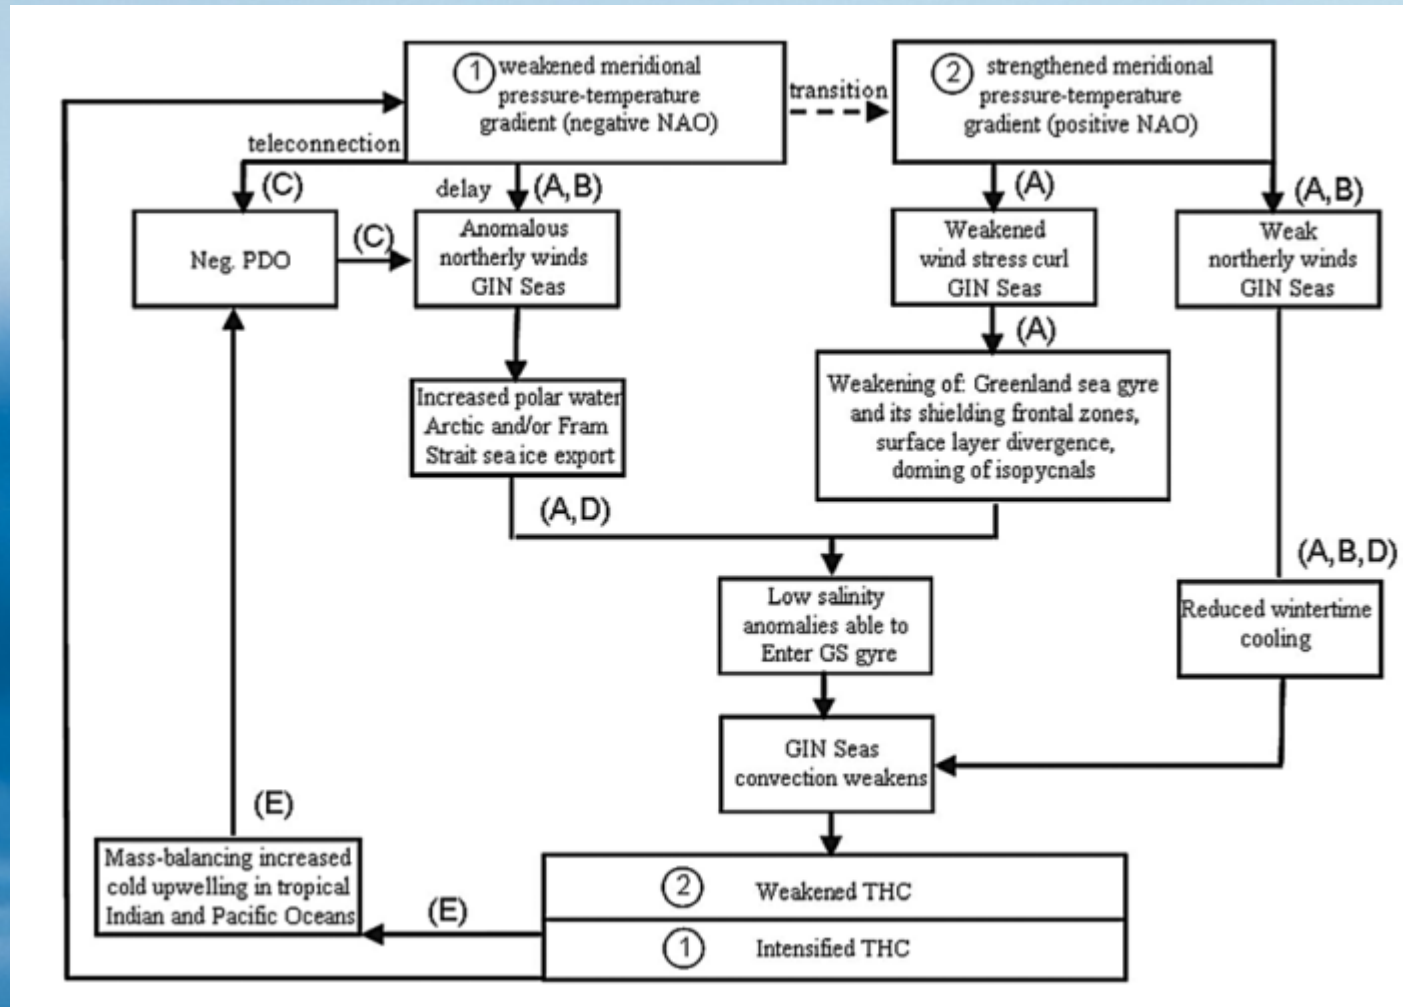 ① weakened meridional
pressure-temperature
gradient (negative NAO)
transition
② strengthened meridional
pressure-temperature
gradient (positive NAO)
teleconnection
(C)
delay
(A,B)
(A)
(A,B)
Neg. PDO
(C)
Anomalous
northerly winds
GIN Seas
Weakened
wind stress curl
GIN Seas
Weak
northerly winds
GIN Seas
(A)
Increased polar water
Arctic and/or Fram
Strait sea ice export
Weakening of: Greenland sea gyre
and its shielding frontal zones,
surface layer divergence,
doming of isopycnals
(A,D)
(A,B,D)
Low salinity
anomalies able to
Enter GS gyre
Reduced wintertime
cooling
GIN Seas
convection weakens
(E)
Mass-balancing increased
cold upwelling in tropical
Indian and Pacific Oceans
(E)
② Weakened THC
① Intensified THC